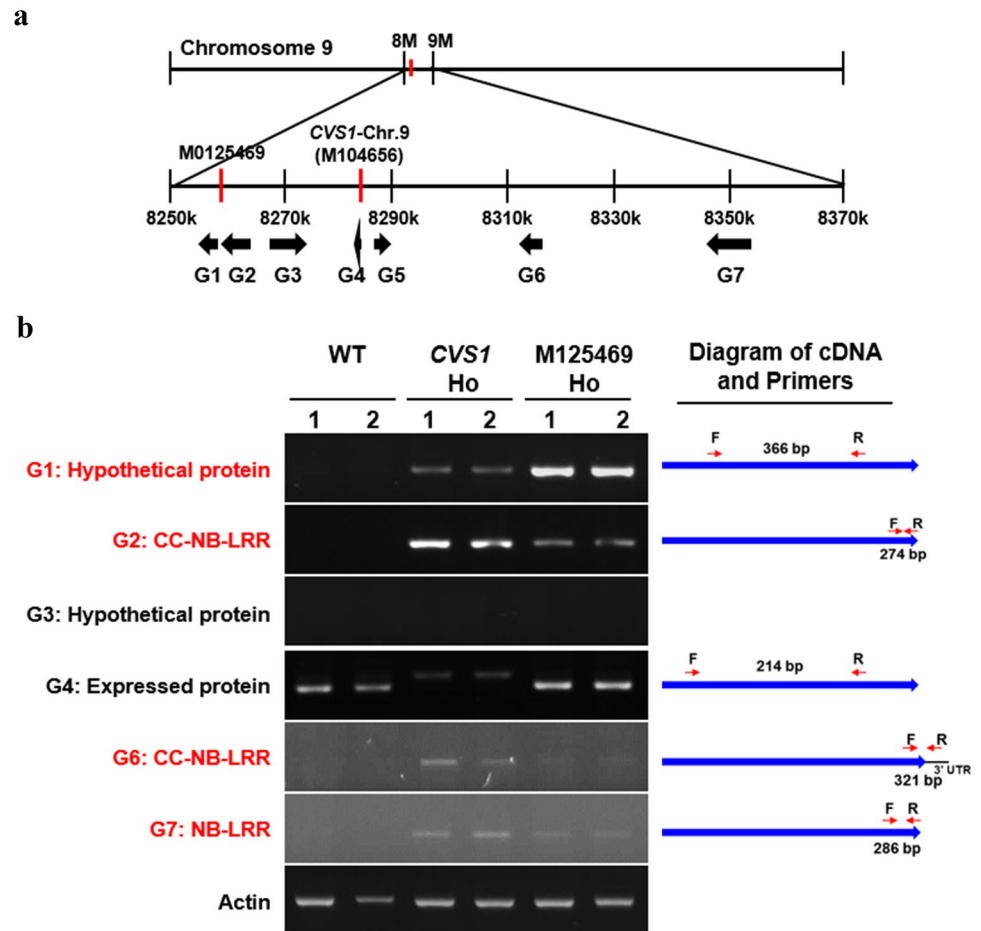 a
8M 9M
Chromosome 9
CVS1-Chr.9
M0125469 (M104656)
8250k 8270k 8290k 8310k 8330k 8350k 8370k
G1 G2 G3 G4 G5 G6 G7
b
WT CVS1 Ho M125469 Ho Diagram of cDNA and Primers
1 2 1 2 1 2
G1: Hypothetical protein F 366 bp R
G2: CC-NB-LRR F R 274 bp
G3: Hypothetical protein
G4: Expressed protein F 214 bp R
G6: CC-NB-LRR F R 321 bp 3' UTR
G7: NB-LRR F R 286 bp
Actin